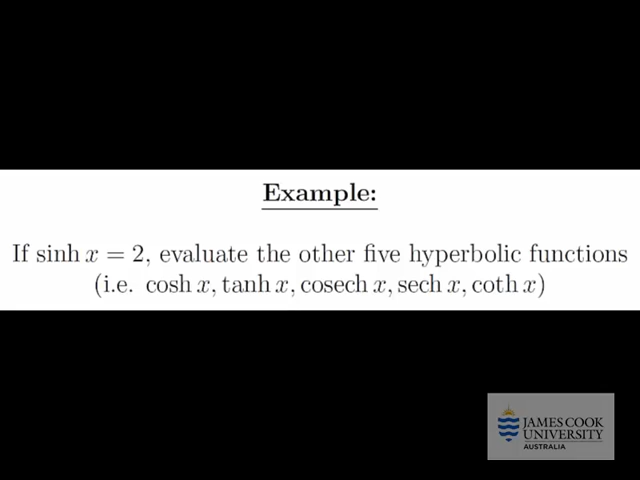 Example:
If sinh x = 2, evaluate the other five hyperbolic functions
(i.e. cosh x, tanh x, cosech x, sech x, coth x)
JAMES COOK
UNIVERSITY
AUSTRALIA